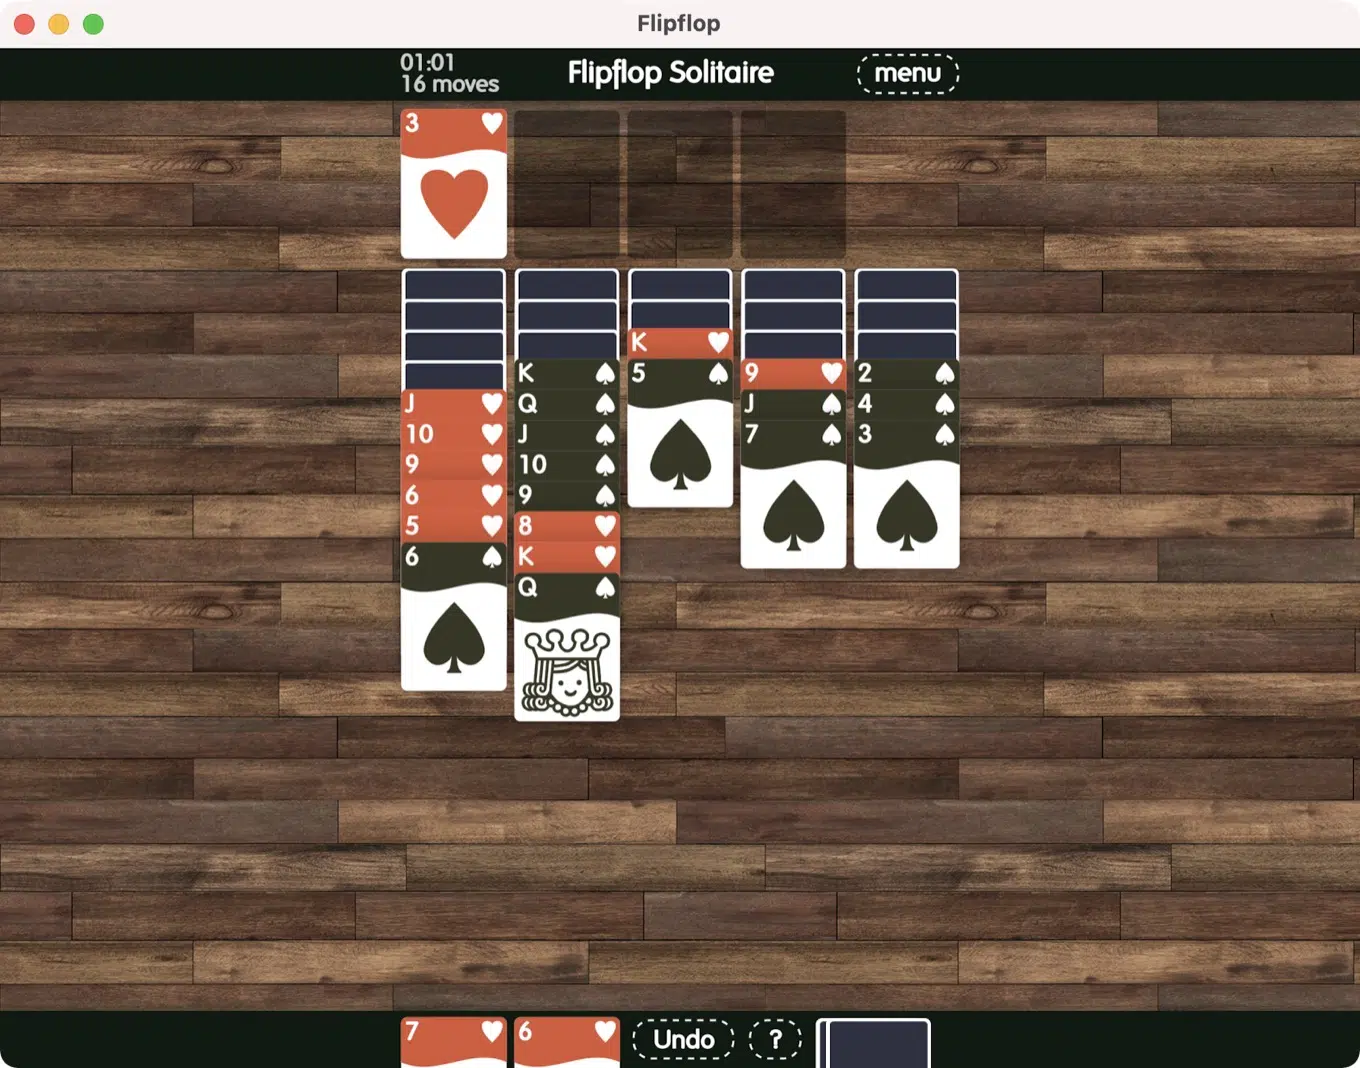 Flipflop
01:01
16 moves
Flipflop Solitaire
menu
3
K
J K 5 9 2
10 Q J 4
9 J 7 3
6 10
5 9
6 8
K
Q
7 6 Undo ?